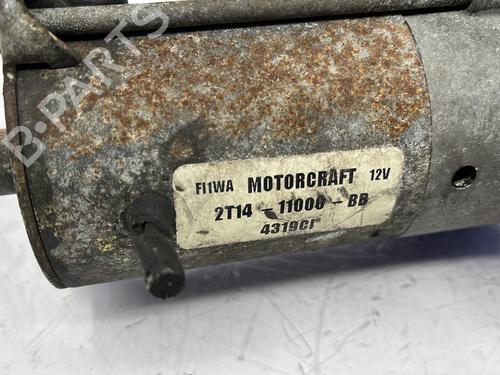 B-PARTS
FI1WA MOTORCRAFT 12V
2T14 - 11000 - BB
4319CF